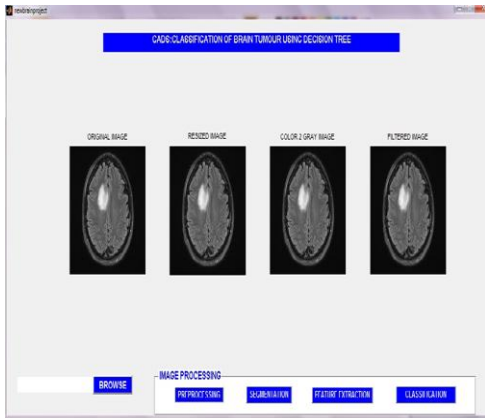 newbrainproject
CADS:CLASSIFICATION OF BRAIN TUMOUR USING DECISION TREE
ORIGINAL IMAGE
RESIZED IMAGE
COLOR 2 GRAY IMAGE
FILTERED IMAGE
IMAGE PROCESSING
BROWSE
PREPROCESSING
SEGMENTATION
FEATURE EXTRACTION
CLASSIFICATION